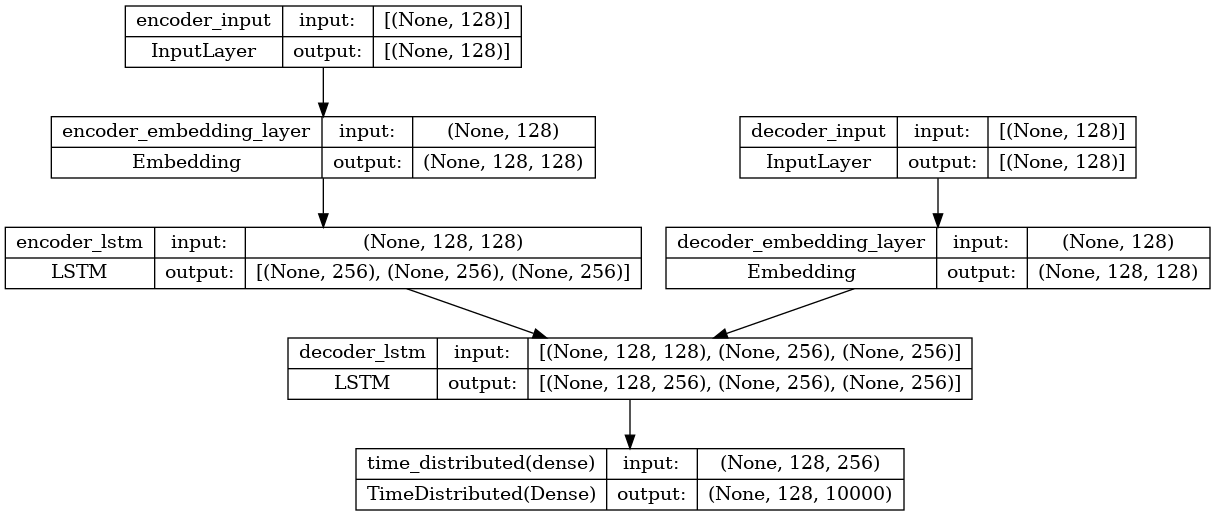 encoder_input input: [(None, 128)]
InputLayer output: [(None, 128)]
encoder_embedding_layer input: (None, 128)
Embedding output: (None, 128, 128)
decoder_input input: [(None, 128)]
InputLayer output: [(None, 128)]
encoder_lstm input: (None, 128, 128)
LSTM output: [(None, 256), (None, 256), (None, 256)]
decoder_embedding_layer input: (None, 128)
Embedding output: (None, 128, 128)
decoder_lstm input: [(None, 128, 128), (None, 256), (None, 256)]
LSTM output: [(None, 128, 256), (None, 256), (None, 256)]
time_distributed(dense) input: (None, 128, 256)
TimeDistributed(Dense) output: (None, 128, 10000)